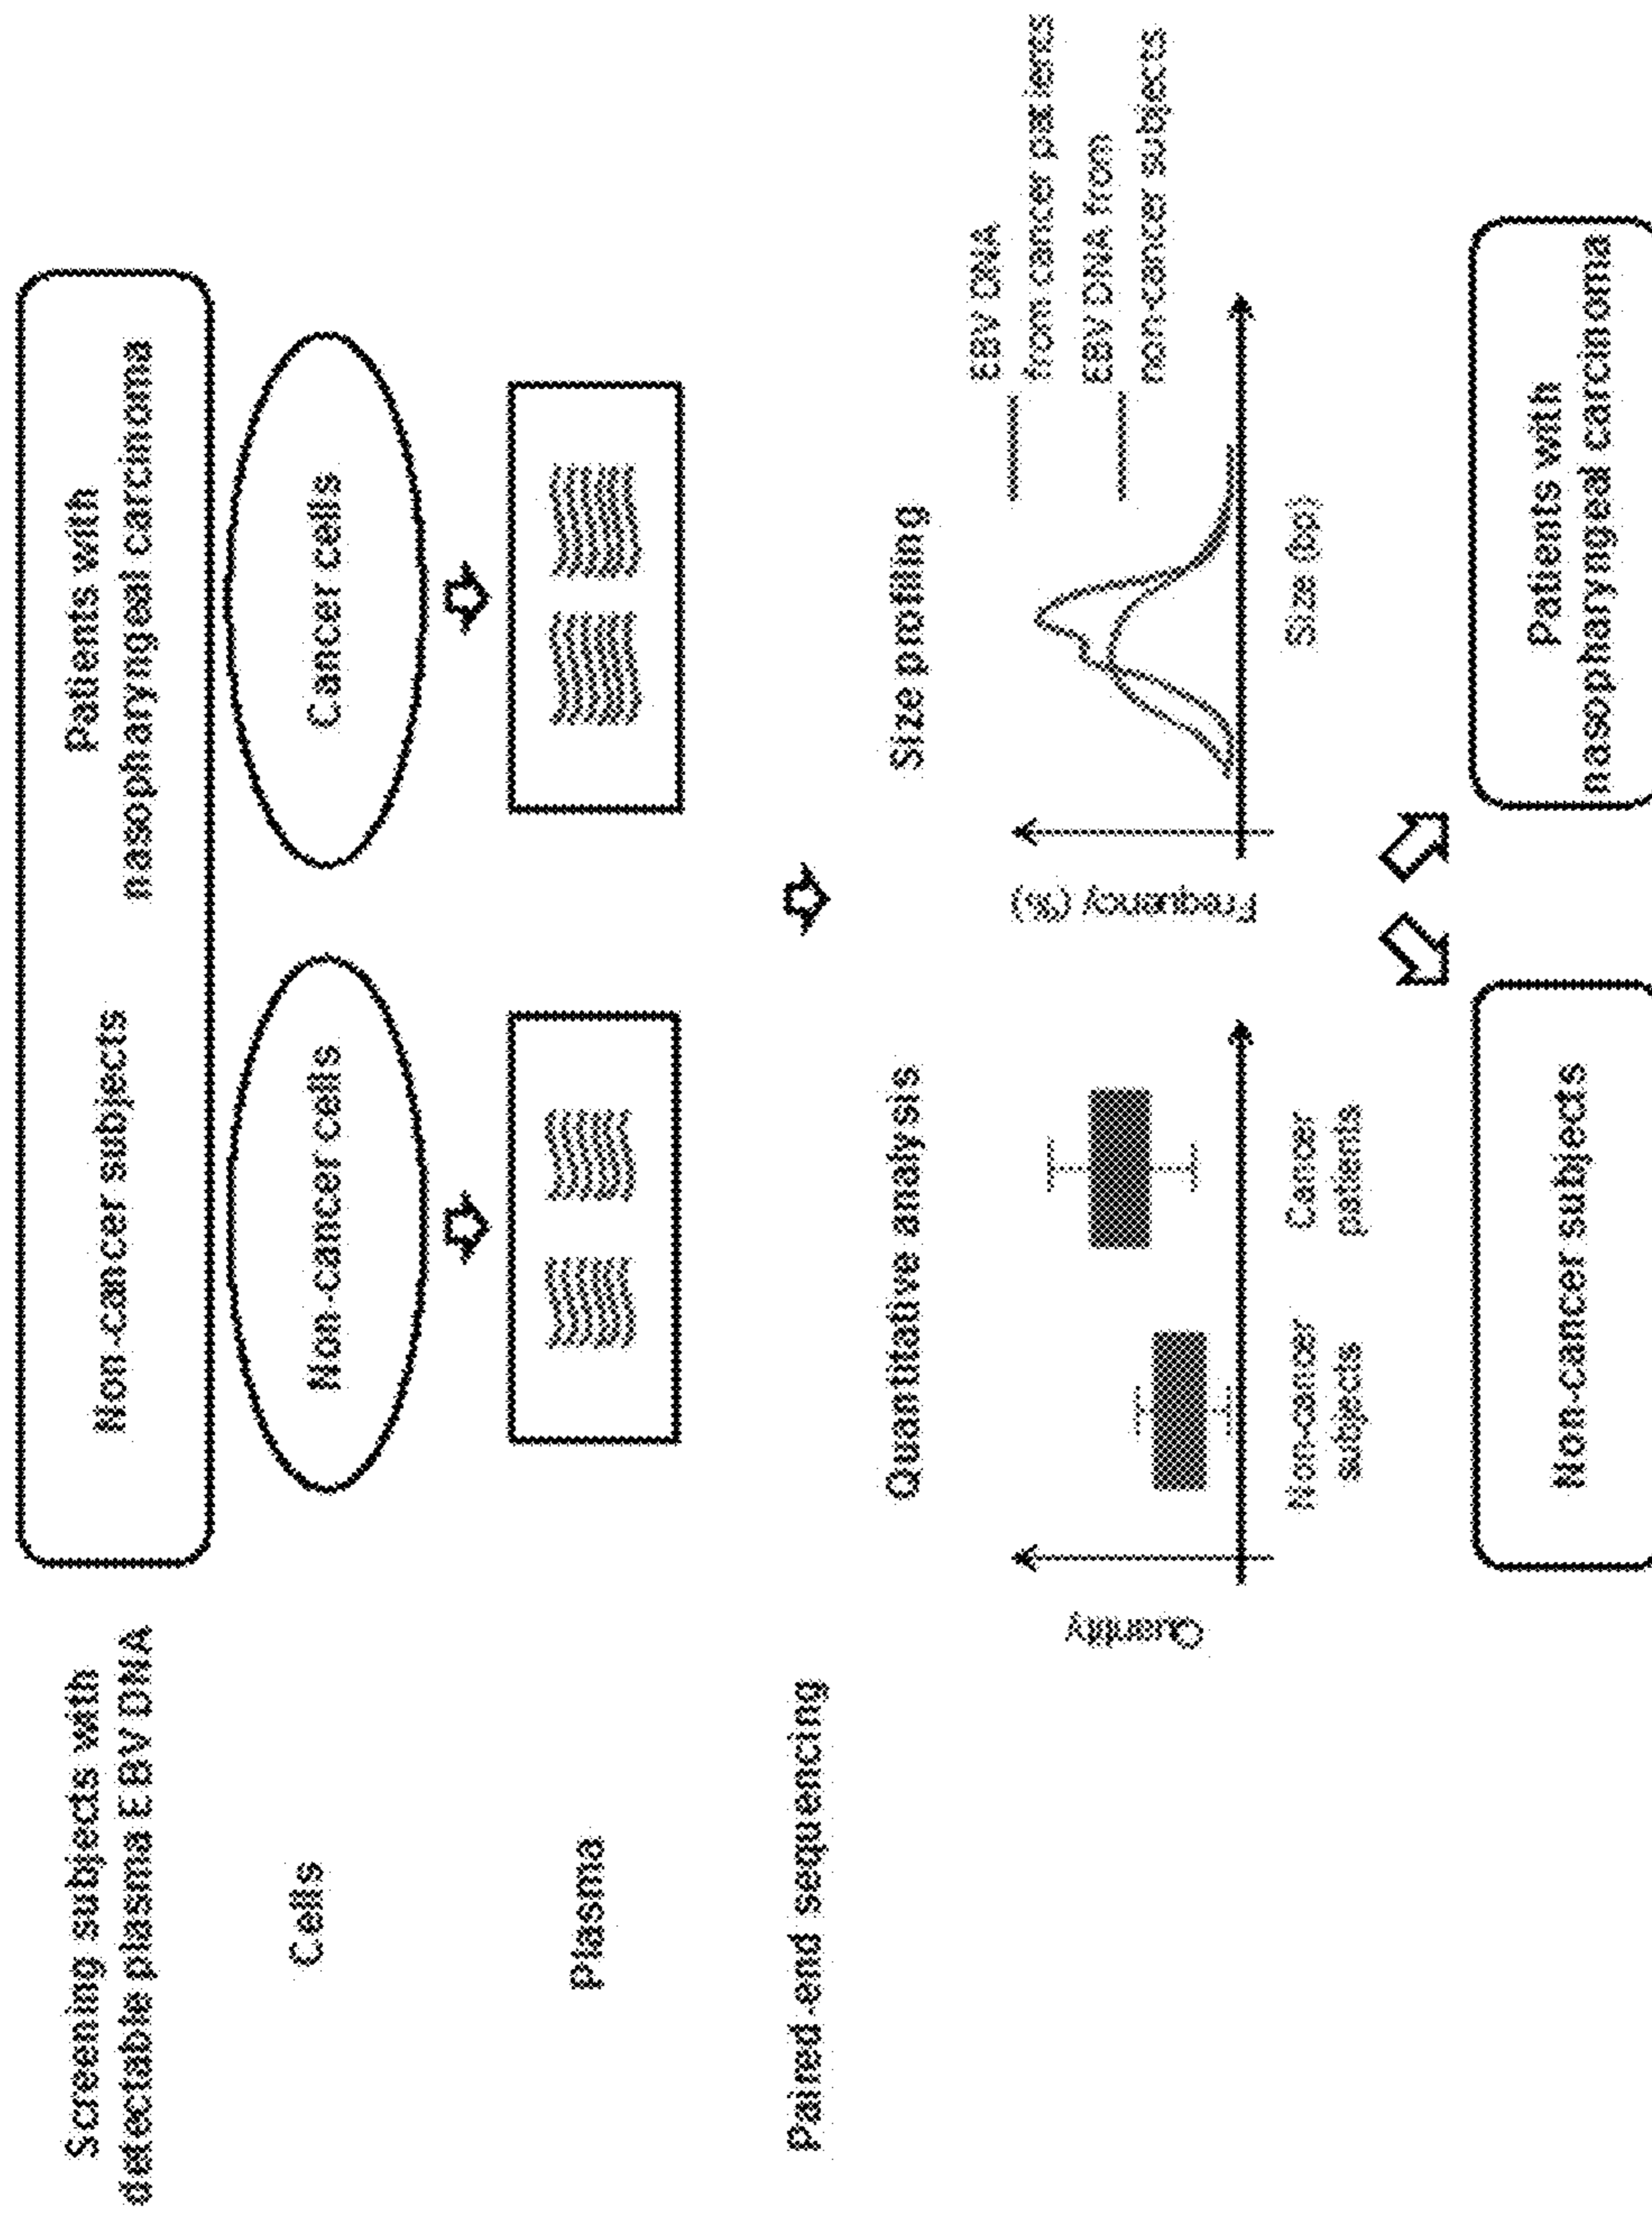 Screening subjects with
detectable plasma EBV DNA
Non-cancer subjects
Patients with
nasopharyngeal carcinoma
Cells
Non-cancer cells
Cancer cells
Plasma
Paired-end sequencing
Quantitative analysis
Quantity
Non-cancer
subjects
Cancer
patients
Size profiling
Frequency (%)
Size (bp)
EBV DNA
from cancer patients
EBV DNA from
non-cancer subjects
Non-cancer subjects
Patients with
nasopharyngeal carcinoma